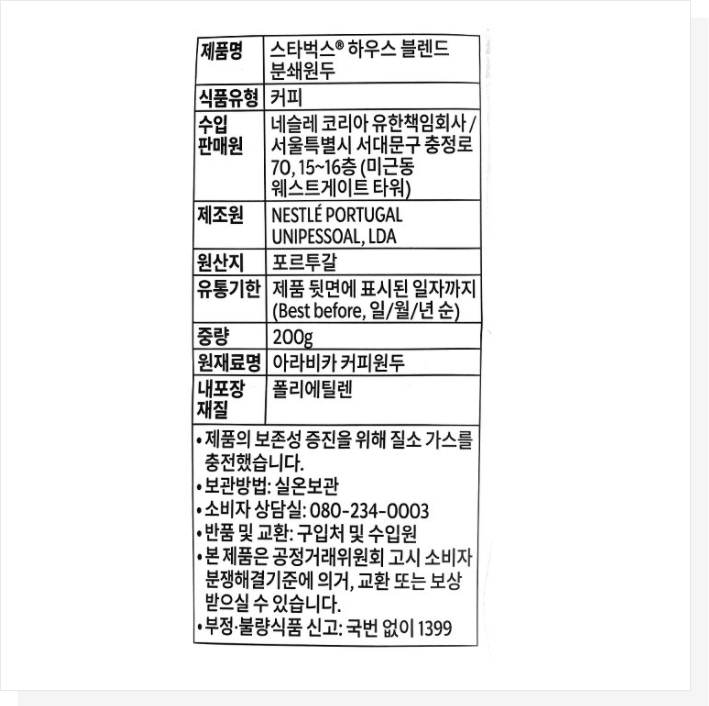 제품명 스타벅스® 하우스 블렌드
분쇄원두
식품유형 커피
수입
판매원
네슬레 코리아 유한책임회사 /
서울특별시 서대문구 충정로
70, 15~16층 (미근동
웨스트게이트 타워)
제조원 NESTLÉ PORTUGAL
UNIPESSOAL, LDA
원산지 포르투갈
유통기한 제품 뒷면에 표시된 일자까지
(Best before, 일/월/년 순)
중량 200g
원재료명 아라비카 커피원두
내포장
재질
폴리에틸렌
• 제품의 보존성 증진을 위해 질소 가스를
충전했습니다.
• 보관방법: 실온보관
• 소비자 상담실: 080-234-0003
• 반품 및 교환: 구입처 및 수입원
• 본 제품은 공정거래위원회 고시 소비자
분쟁해결기준에 의거, 교환 또는 보상
받으실 수 있습니다.
• 부정·불량식품 신고: 국번 없이 1399